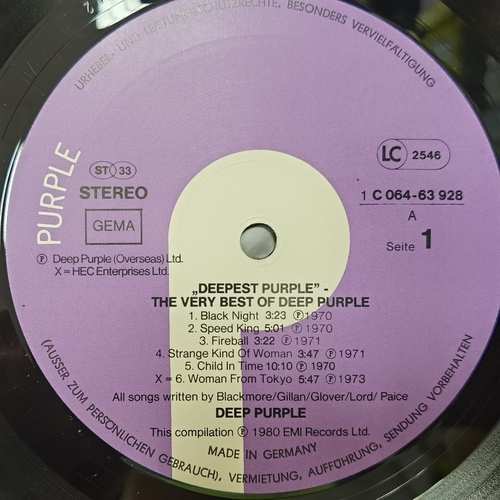 URHEBER- UND LEISTUNGSSCHUTZRECHTE, BESONDERS VERVIELFÄLTIGUNG
PURPLE
ST 33
STEREO
GEMA
Ⓟ Deep Purple (Overseas) Ltd.
X = HEC Enterprises Ltd.
LC 2546
1 C 064-63 928
A
Seite 1
„DEEPEST PURPLE" -
THE VERY BEST OF DEEP PURPLE
1. Black Night 3:23 Ⓟ 1970
2. Speed King 5:01 Ⓟ 1970
3. Fireball 3:22 Ⓟ 1971
4. Strange Kind Of Woman 3:47 Ⓟ 1971
5. Child In Time 10:10 Ⓟ 1970
X = 6. Woman From Tokyo 5:47 Ⓟ 1973
All songs written by Blackmore/Gillan/Glover/Lord/ Paice
DEEP PURPLE
This compilation Ⓟ 1980 EMI Records Ltd.
MADE IN GERMANY
(AUSSER ZUM PERSÖNLICHEN GEBRAUCH), VERMIETUNG, AUFFÜHRUNG, SENDUNG VORBEHALTEN